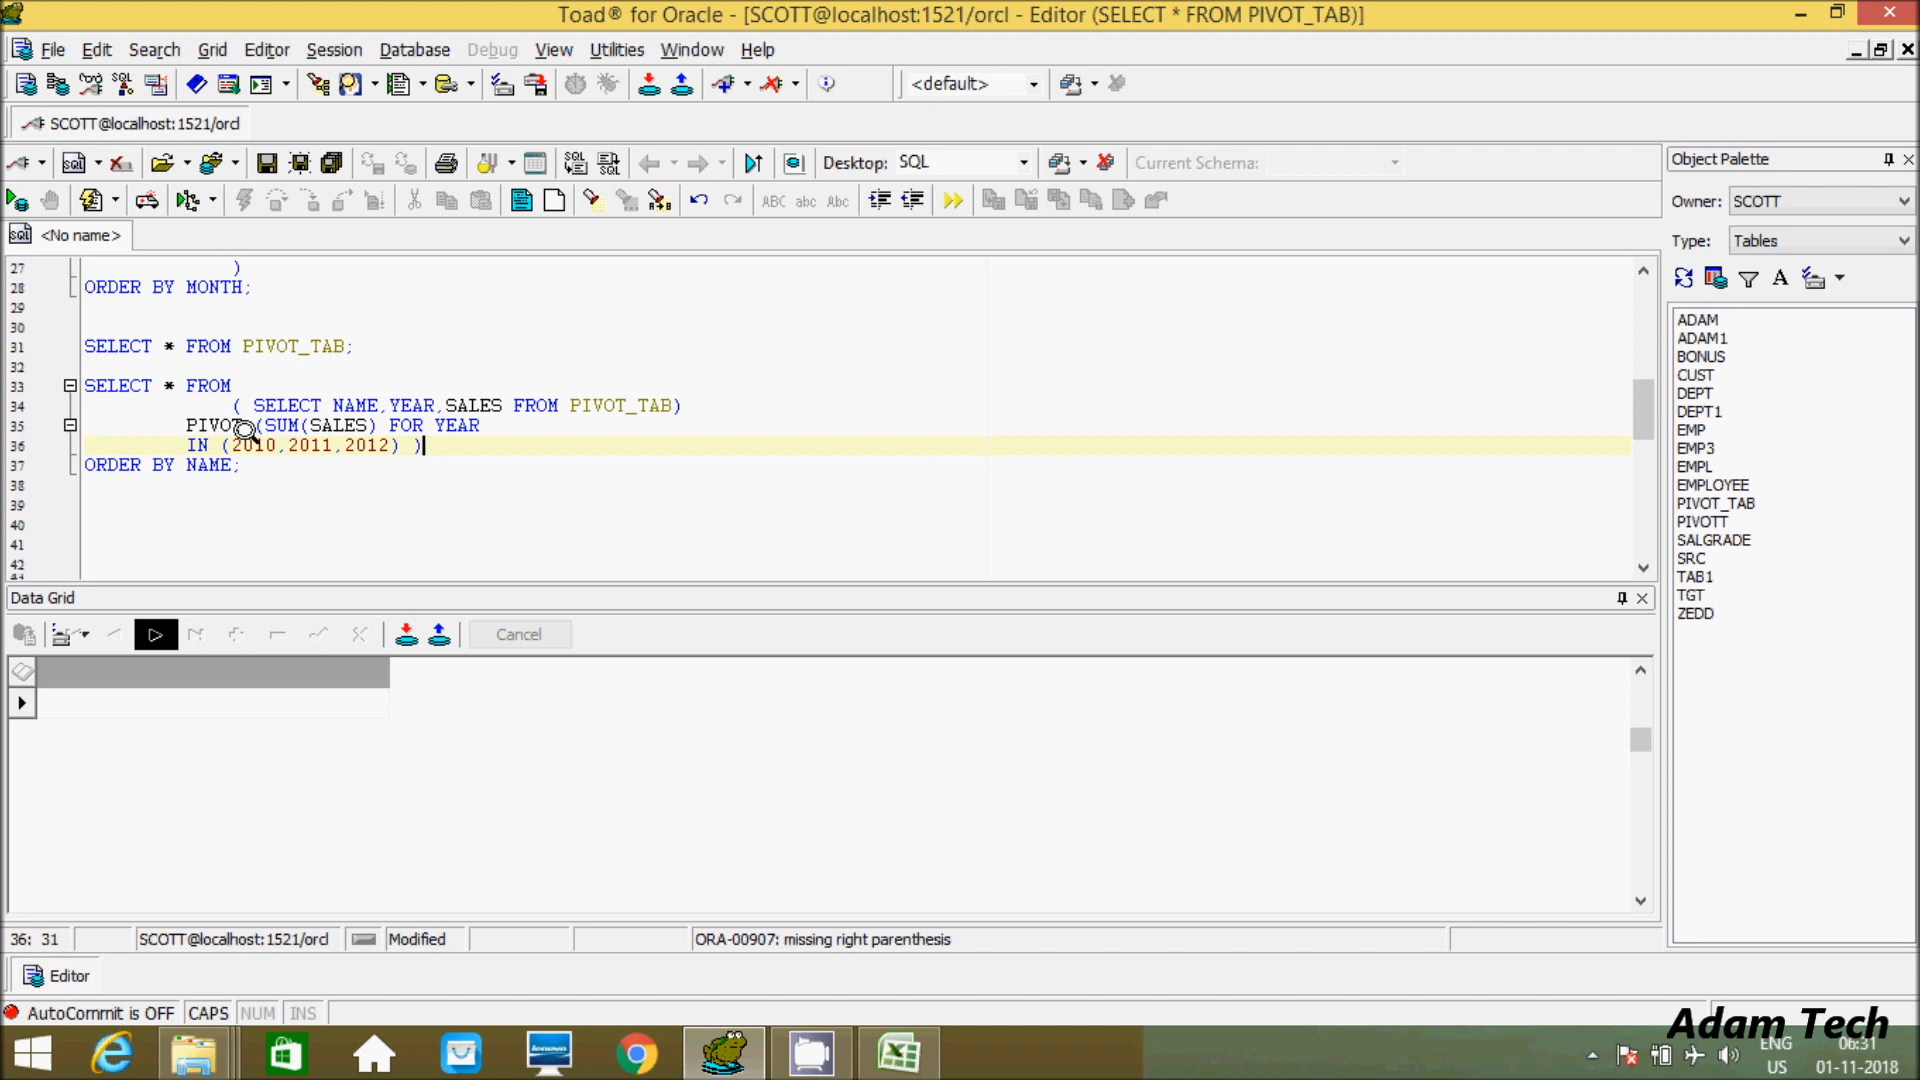 Toad® for Oracle - [SCOTT@localhost:1521/orcl - Editor (SELECT * FROM PIVOT_TAB)]
File Edit Search Grid Editor Session Database Debug View Utilities Window Help
SQL <default>
SCOTT@localhost:1521/orcl
SQL Desktop: SQL Current Schema:
ABC abc Abc
SQL <No name>
27 )
28 ORDER BY MONTH;
29
30
31 SELECT * FROM PIVOT_TAB;
32
33 SELECT * FROM
34 ( SELECT NAME,YEAR,SALES FROM PIVOT_TAB)
35 PIVOT (SUM(SALES) FOR YEAR
36 IN (2010,2011,2012) )
37 ORDER BY NAME;
38
39
40
41
42
Object Palette
Owner: SCOTT
Type: Tables
A
ADAM
ADAM1
BONUS
CUST
DEPT
DEPT1
EMP
EMP3
EMPL
EMPLOYEE
PIVOT_TAB
PIVOTT
SALGRADE
SRC
TAB1
TGT
ZEDD
Data Grid
Cancel
36: 31 SCOTT@localhost:1521/orcl Modified ORA-00907: missing right parenthesis
Editor
AutoCommit is OFF CAPS NUM INS
Adam Tech
ENG
US
06:31
01-11-2018